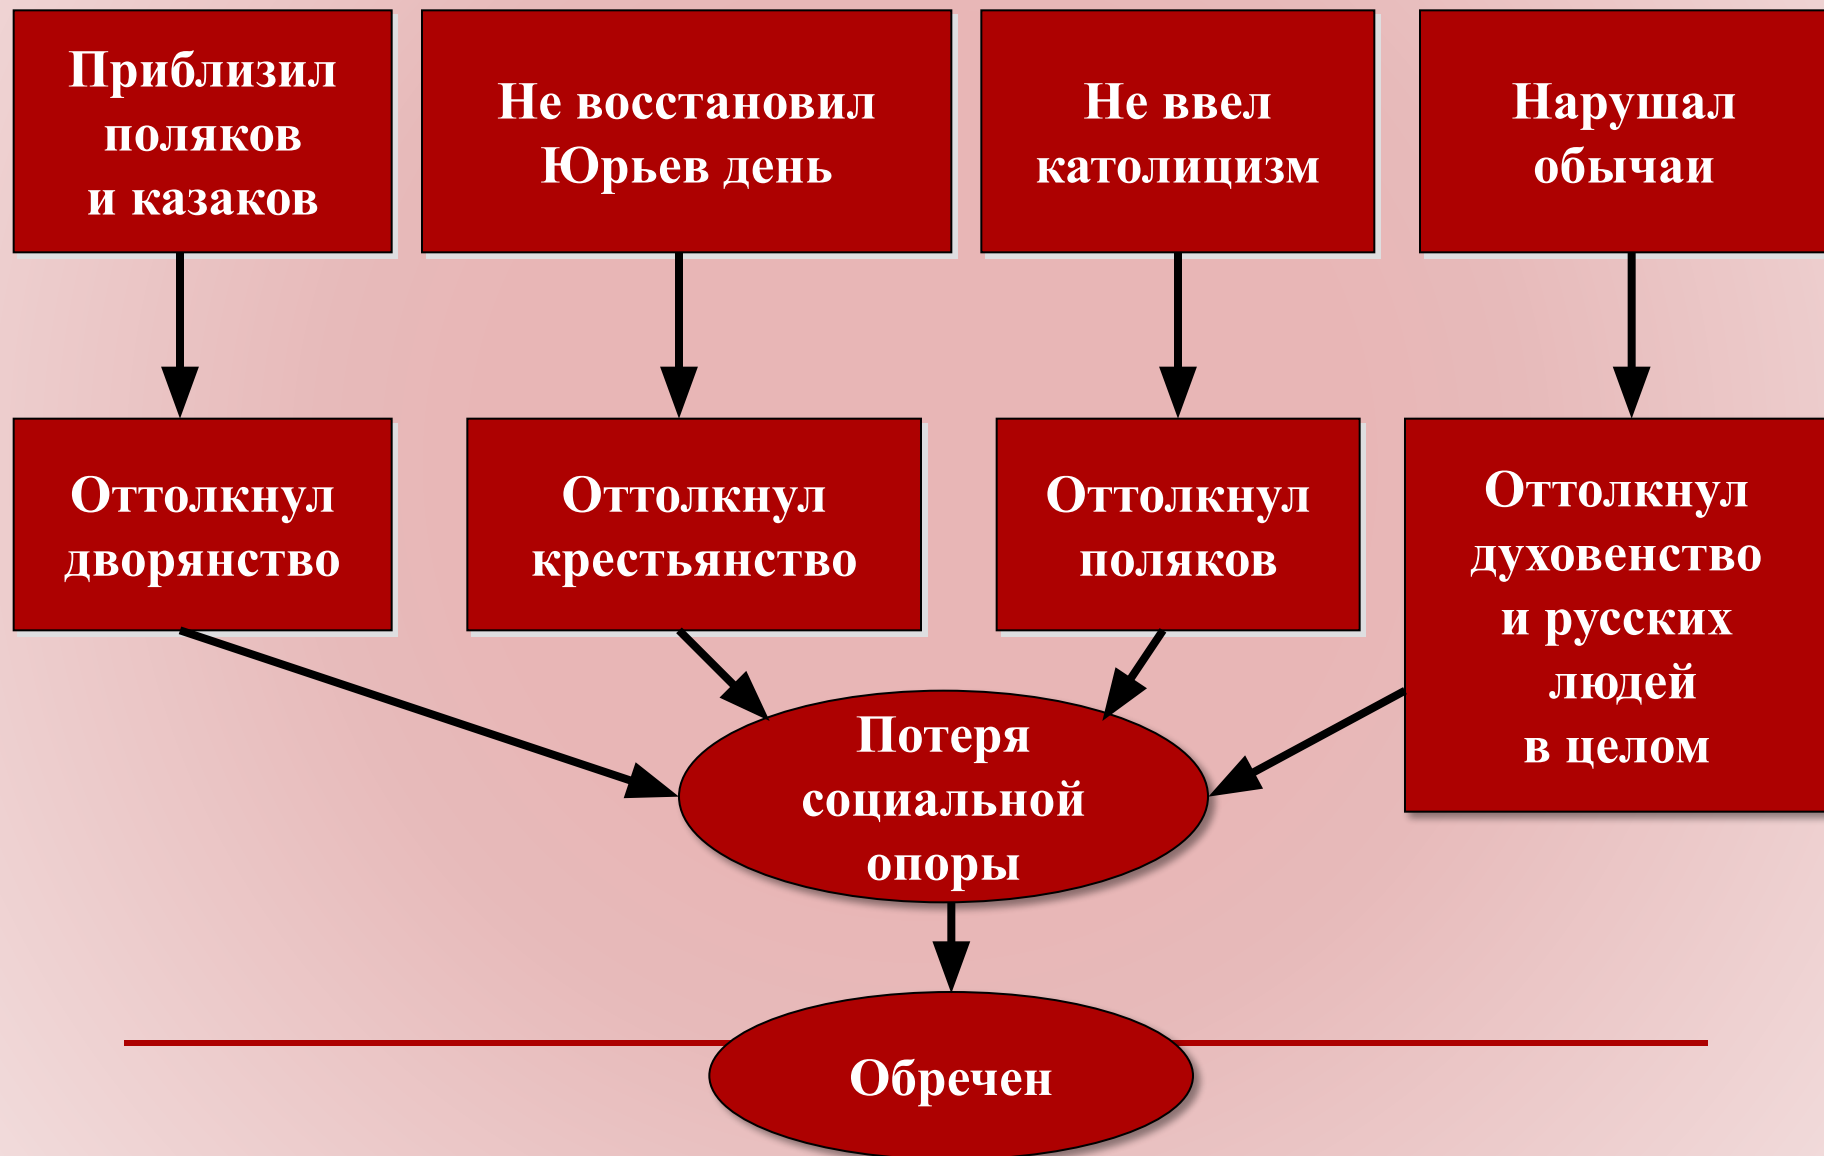 Приблизил
поляков
и казаков
Не восстановил
Юрьев день
Не ввел
католицизм
Нарушал
обычаи
Оттолкнул
дворянство
Оттолкнул
крестьянство
Оттолкнул
поляков
Оттолкнул
духовенство
и русских
людей
в целом
Потеря
социальной
опоры
Обречен